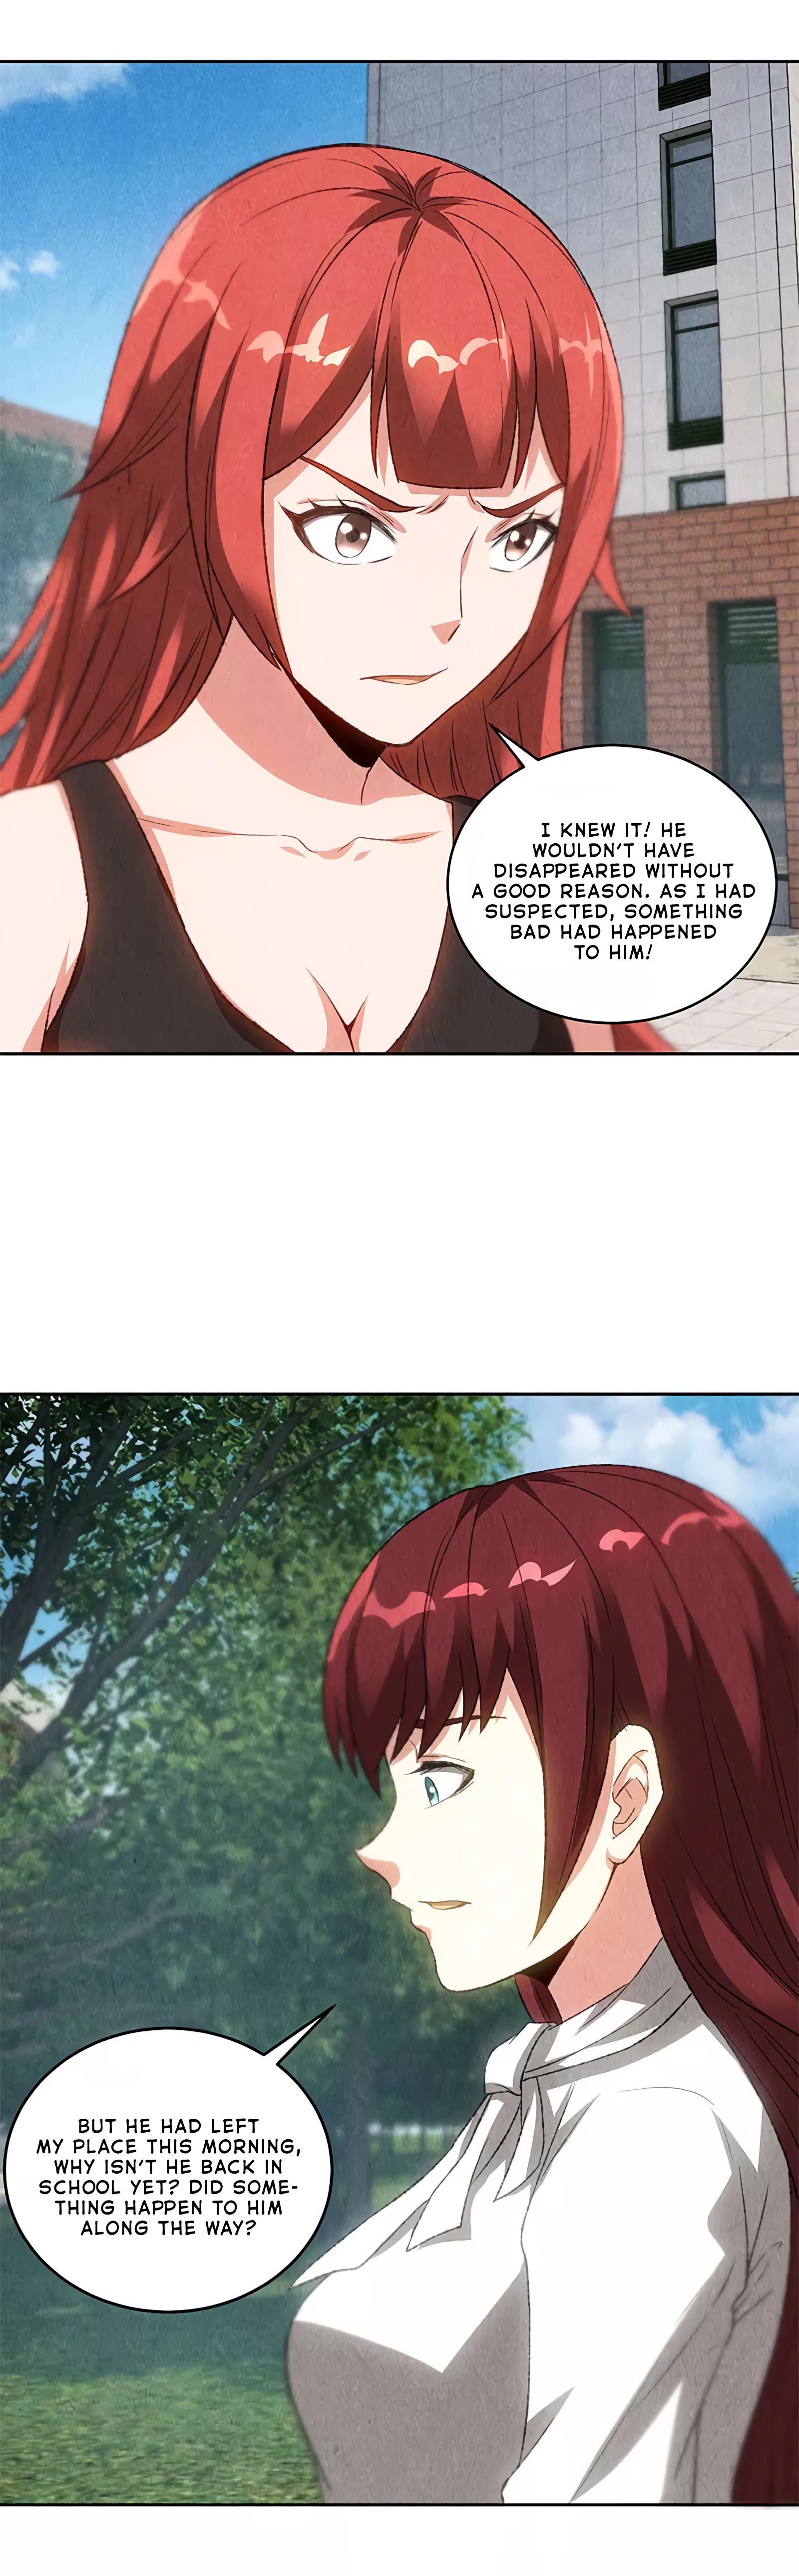 I KNEW IT! HE
WOULDN'T HAVE
DISAPPEARED WITHOUT
A GOOD REASON. AS I HAD
SUSPECTED, SOMETHING
BAD HAD HAPPENED
TO HIM!
BUT HE HAD LEFT
MY PLACE THIS MORNING,
WHY ISN'T HE BACK IN
SCHOOL YET? DID SOME-
THING HAPPEN TO HIM
ALONG THE WAY?